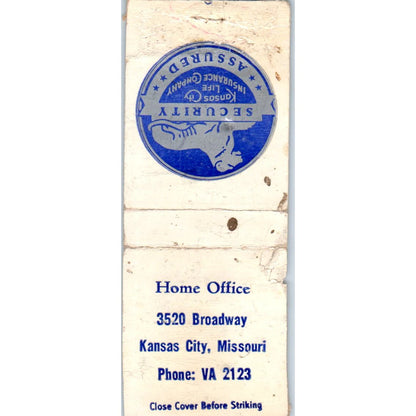 SECURITY
Kansas City
LIFE
INSURANCE COMPANY
ASSURED
Home Office
3520 Broadway
Kansas City, Missouri
Phone: VA 2123
Close Cover Before Striking